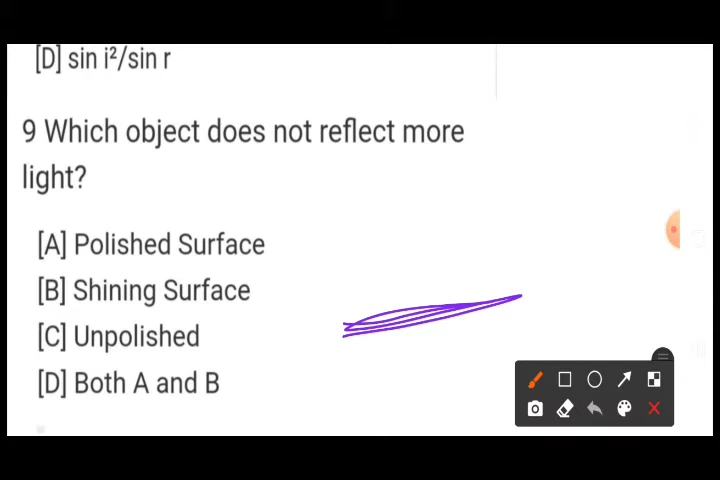 [D] sin i²/sin r
9 Which object does not reflect more
light?
[A] Polished Surface
[B] Shining Surface
[C] Unpolished
[D] Both A and B